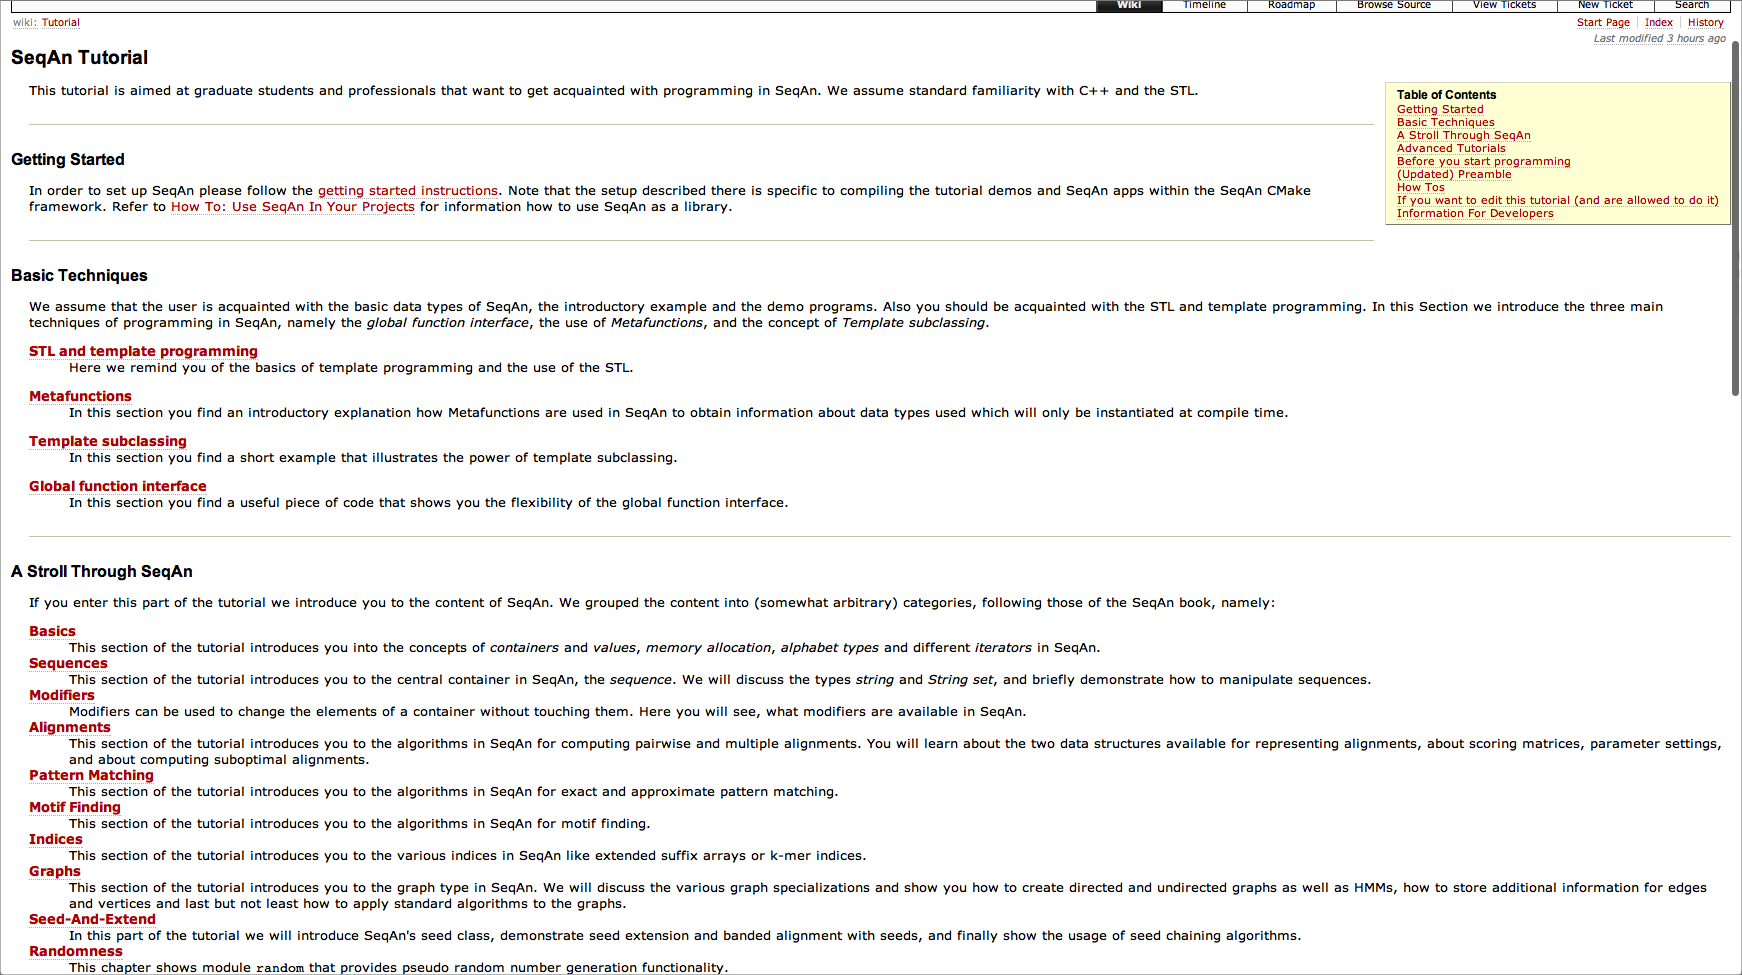 Wiki Timeline Roadmap Browse Source View Tickets New Ticket Search
wiki: Tutorial
Start Page Index History
Last modified 3 hours ago
SeqAn Tutorial
This tutorial is aimed at graduate students and professionals that want to get acquainted with programming in SeqAn. We assume standard familiarity with C++ and the STL.
Table of Contents
Getting Started
Basic Techniques
A Stroll Through SeqAn
Advanced Tutorials
Before you start programming
(Updated) Preamble
How Tos
If you want to edit this tutorial (and are allowed to do it)
Information For Developers
Getting Started
In order to set up SeqAn please follow the getting started instructions. Note that the setup described there is specific to compiling the tutorial demos and SeqAn apps within the SeqAn CMake
framework. Refer to How To: Use SeqAn In Your Projects for information how to use SeqAn as a library.
Basic Techniques
We assume that the user is acquainted with the basic data types of SeqAn, the introductory example and the demo programs. Also you should be acquainted with the STL and template programming. In this Section we introduce the three main
techniques of programming in SeqAn, namely the global function interface, the use of Metafunctions, and the concept of Template subclassing.
STL and template programming
Here we remind you of the basics of template programming and the use of the STL.
Metafunctions
In this section you find an introductory explanation how Metafunctions are used in SeqAn to obtain information about data types used which will only be instantiated at compile time.
Template subclassing
In this section you find a short example that illustrates the power of template subclassing.
Global function interface
In this section you find a useful piece of code that shows you the flexibility of the global function interface.
A Stroll Through SeqAn
If you enter this part of the tutorial we introduce you to the content of SeqAn. We grouped the content into (somewhat arbitrary) categories, following those of the SeqAn book, namely:
Basics
This section of the tutorial introduces you into the concepts of containers and values, memory allocation, alphabet types and different iterators in SeqAn.
Sequences
This section of the tutorial introduces you to the central container in SeqAn, the sequence. We will discuss the types string and String set, and briefly demonstrate how to manipulate sequences.
Modifiers
Modifiers can be used to change the elements of a container without touching them. Here you will see, what modifiers are available in SeqAn.
Alignments
This section of the tutorial introduces you to the algorithms in SeqAn for computing pairwise and multiple alignments. You will learn about the two data structures available for representing alignments, about scoring matrices, parameter settings,
and about computing suboptimal alignments.
Pattern Matching
This section of the tutorial introduces you to the algorithms in SeqAn for exact and approximate pattern matching.
Motif Finding
This section of the tutorial introduces you to the algorithms in SeqAn for motif finding.
Indices
This section of the tutorial introduces you to the various indices in SeqAn like extended suffix arrays or k-mer indices.
Graphs
This section of the tutorial introduces you to the graph type in SeqAn. We will discuss the various graph specializations and show you how to create directed and undirected graphs as well as HMMs, how to store additional information for edges
and vertices and last but not least how to apply standard algorithms to the graphs.
Seed-And-Extend
In this part of the tutorial we will introduce SeqAn's seed class, demonstrate seed extension and banded alignment with seeds, and finally show the usage of seed chaining algorithms.
Randomness
This chapter shows module random that provides pseudo random number generation functionality.